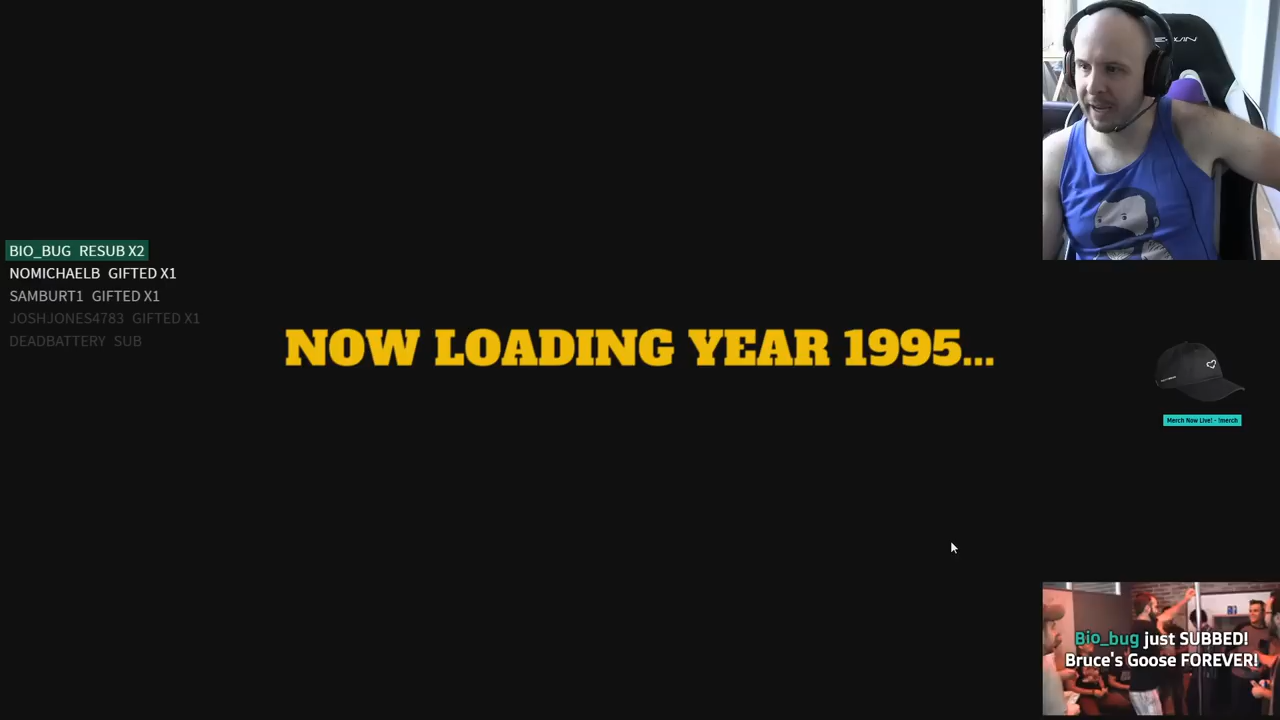 BIO_BUG RESUB X2
NOMICHAELB GIFTED X1
SAMBURT1 GIFTED X1
JOSHJONES4783 GIFTED X1
DEADBATTERY SUB
NOW LOADING YEAR 1995...
Merch Now Live! - !merch
Bio_bug just SUBBED!
Bruce's Goose FOREVER!